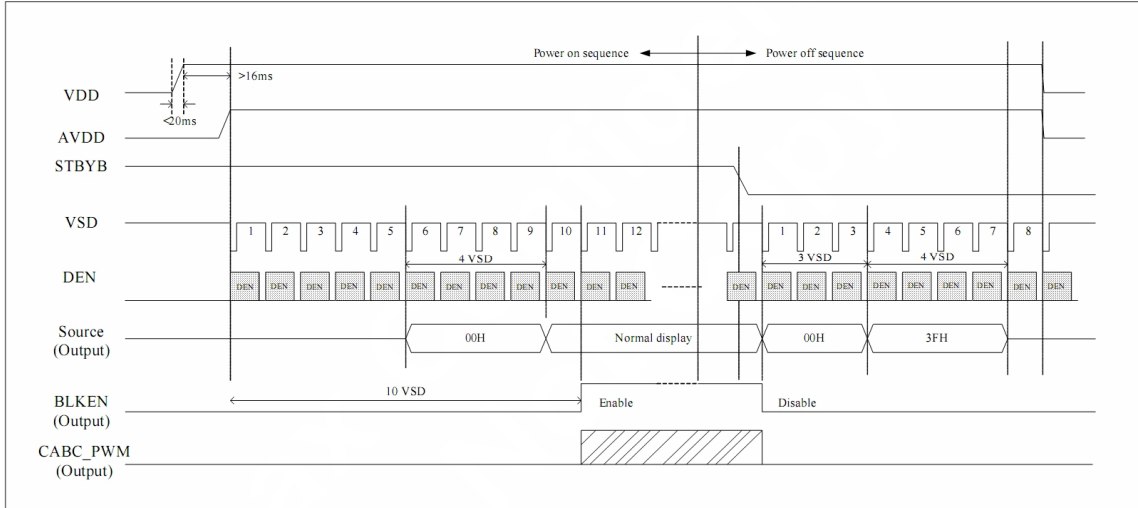 Power on sequence Power off sequence
>16ms
VDD
<20ms
AVDD
STBYB
VSD
1 2 3 4 5 6 7 8 9 10 11 12 1 2 3 4 5 6 7 8
4 VSD 3 VSD 4 VSD
DEN
DEN DEN DEN DEN DEN DEN DEN DEN DEN DEN DEN DEN DEN DEN DEN DEN DEN DEN DEN DEN DEN DEN
Source
(Output)
00H Normal display 00H 3FH
10 VSD
BLKEN
(Output)
Enable Disable
CABC_PWM
(Output)